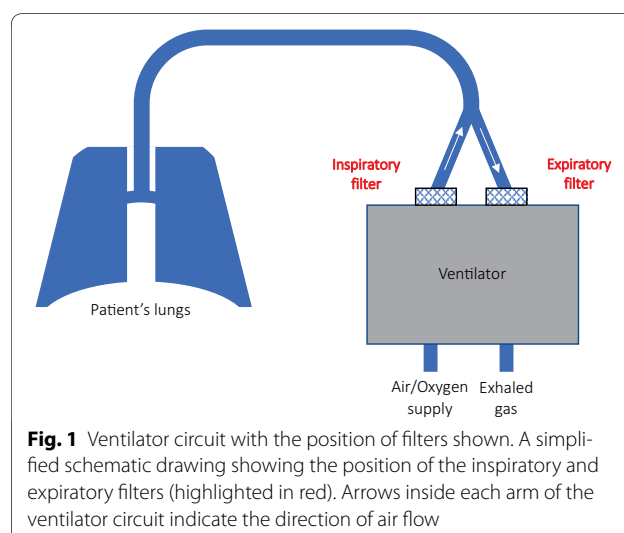 Inspiratory
filter
Expiratory
filter
Ventilator
Patient's lungs
Air/Oxygen
supply
Exhaled
gas
Fig. 1 Ventilator circuit with the position of filters shown. A simpli-
fied schematic drawing showing the position of the inspiratory and
expiratory filters (highlighted in red). Arrows inside each arm of the
ventilator circuit indicate the direction of air flow